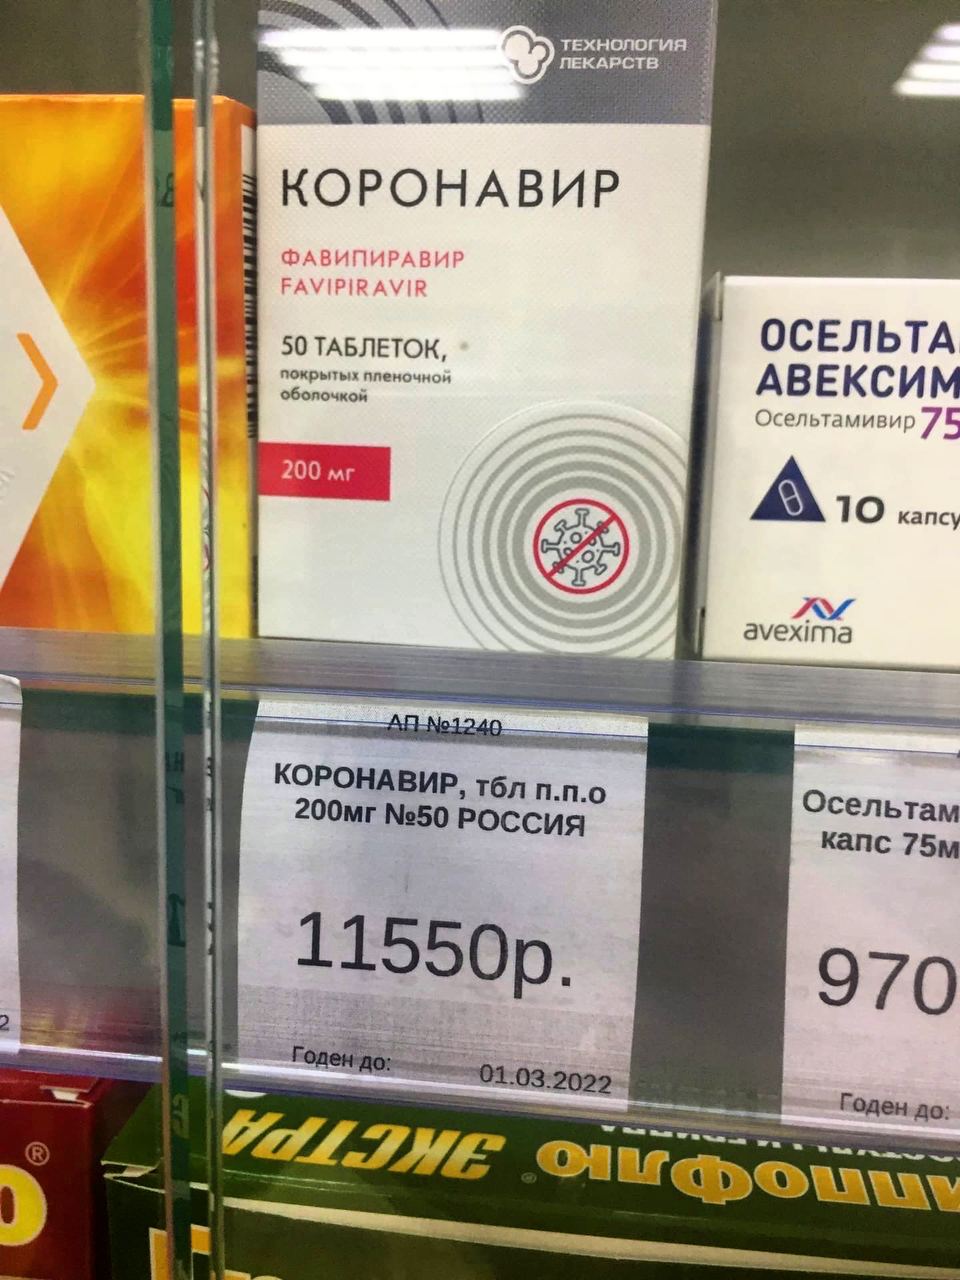 ТЕХНОЛОГИЯ
ЛЕКАРСТВ
КОРОНАВИР
ФАВИПИРАВИР
FAVIPIRAVIR
50 ТАБЛЕТОК,
покрытых пленочной
оболочкой
200 мг
ОСЕЛЬТА
АВЕКСИМ
Осельтамивир 75
10 капсу
avexima
АП №1240
КОРОНАВИР, тбл п.п.о
200мг №50 РОССИЯ
11550р.
Годен до: 01.03.2022
Осельтам
капс 75м
970
Годен до:
ЭКСТРА
ИППОФЛЮ